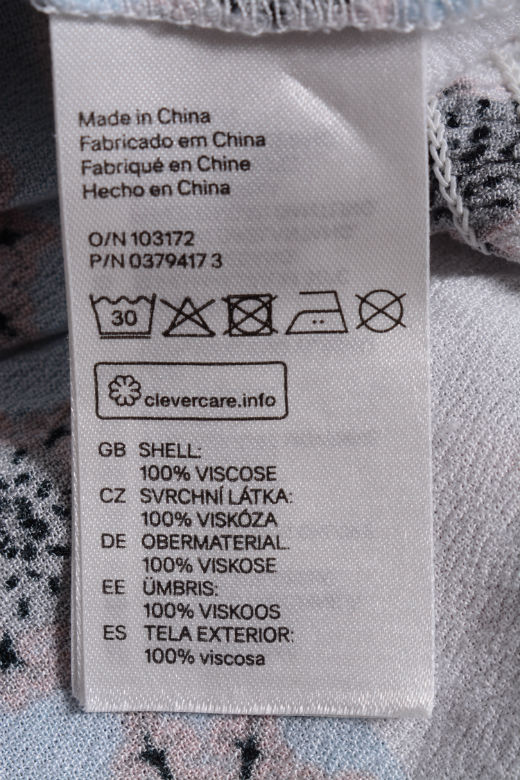 Made in China
Fabricado em China
Fabriqué en Chine
Hecho en China
O/N 103172
P/N 0379417 3
30
clevercare.info
GB SHELL:
100% VISCOSE
CZ SVRCHNÍ LÁTKA:
100% VISKÓZA
DE OBERMATERIAL:
100% VISKOSE
EE ÜMBRIS:
100% VISKOOS
ES TELA EXTERIOR:
100% viscosa